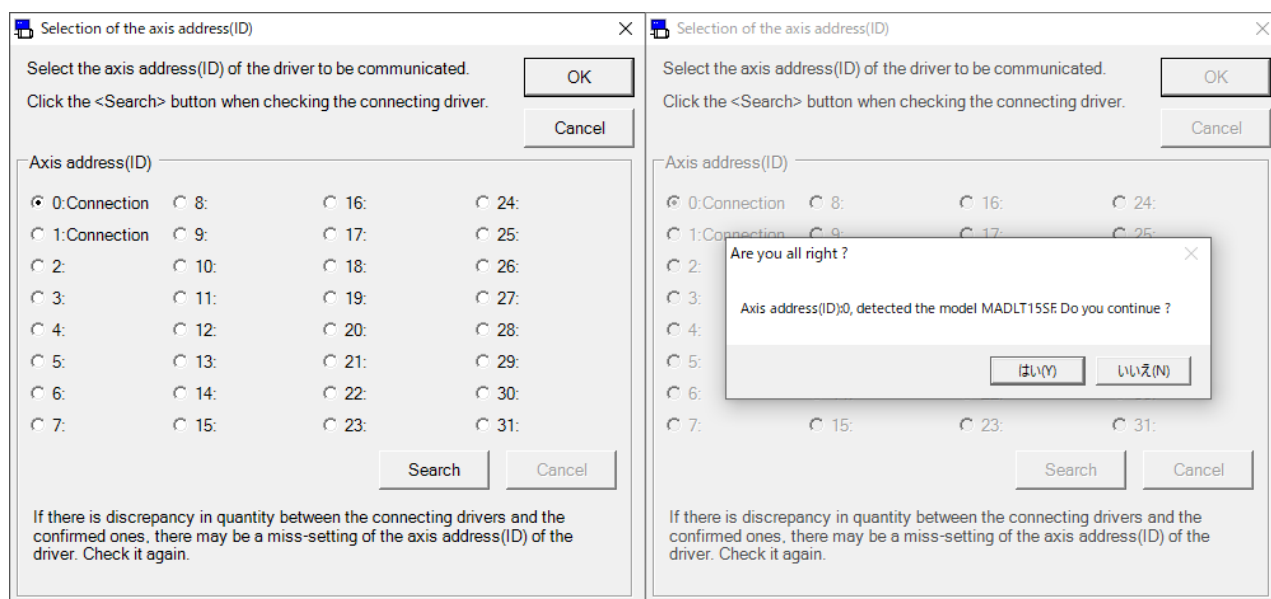 Selection of the axis address(ID)
Select the axis address(ID) of the driver to be communicated.
Click the <Search> button when checking the connecting driver.
OK
Cancel
Axis address(ID)
0:Connection 8: 16: 24:
1:Connection 9: 17: 25:
2: 10: 18: 26:
3: 11: 19: 27:
4: 12: 20: 28:
5: 13: 21: 29:
6: 14: 22: 30:
7: 15: 23: 31:
Search Cancel
If there is discrepancy in quantity between the connecting drivers and the
confirmed ones, there may be a miss-setting of the axis address(ID) of the
driver. Check it again.
Selection of the axis address(ID)
Select the axis address(ID) of the driver to be communicated.
Click the <Search> button when checking the connecting driver.
OK
Cancel
Axis address(ID)
0:Connection 8: 16: 24:
1:Connection 9: 17: 25:
2:
3:
4:
5:
6:
7: 15: 23: 31:
Are you all right ?
Axis address(ID):0, detected the model MADLT15SF. Do you continue ?
はい(Y) いいえ(N)
Search Cancel
If there is discrepancy in quantity between the connecting drivers and the
confirmed ones, there may be a miss-setting of the axis address(ID) of the
driver. Check it again.